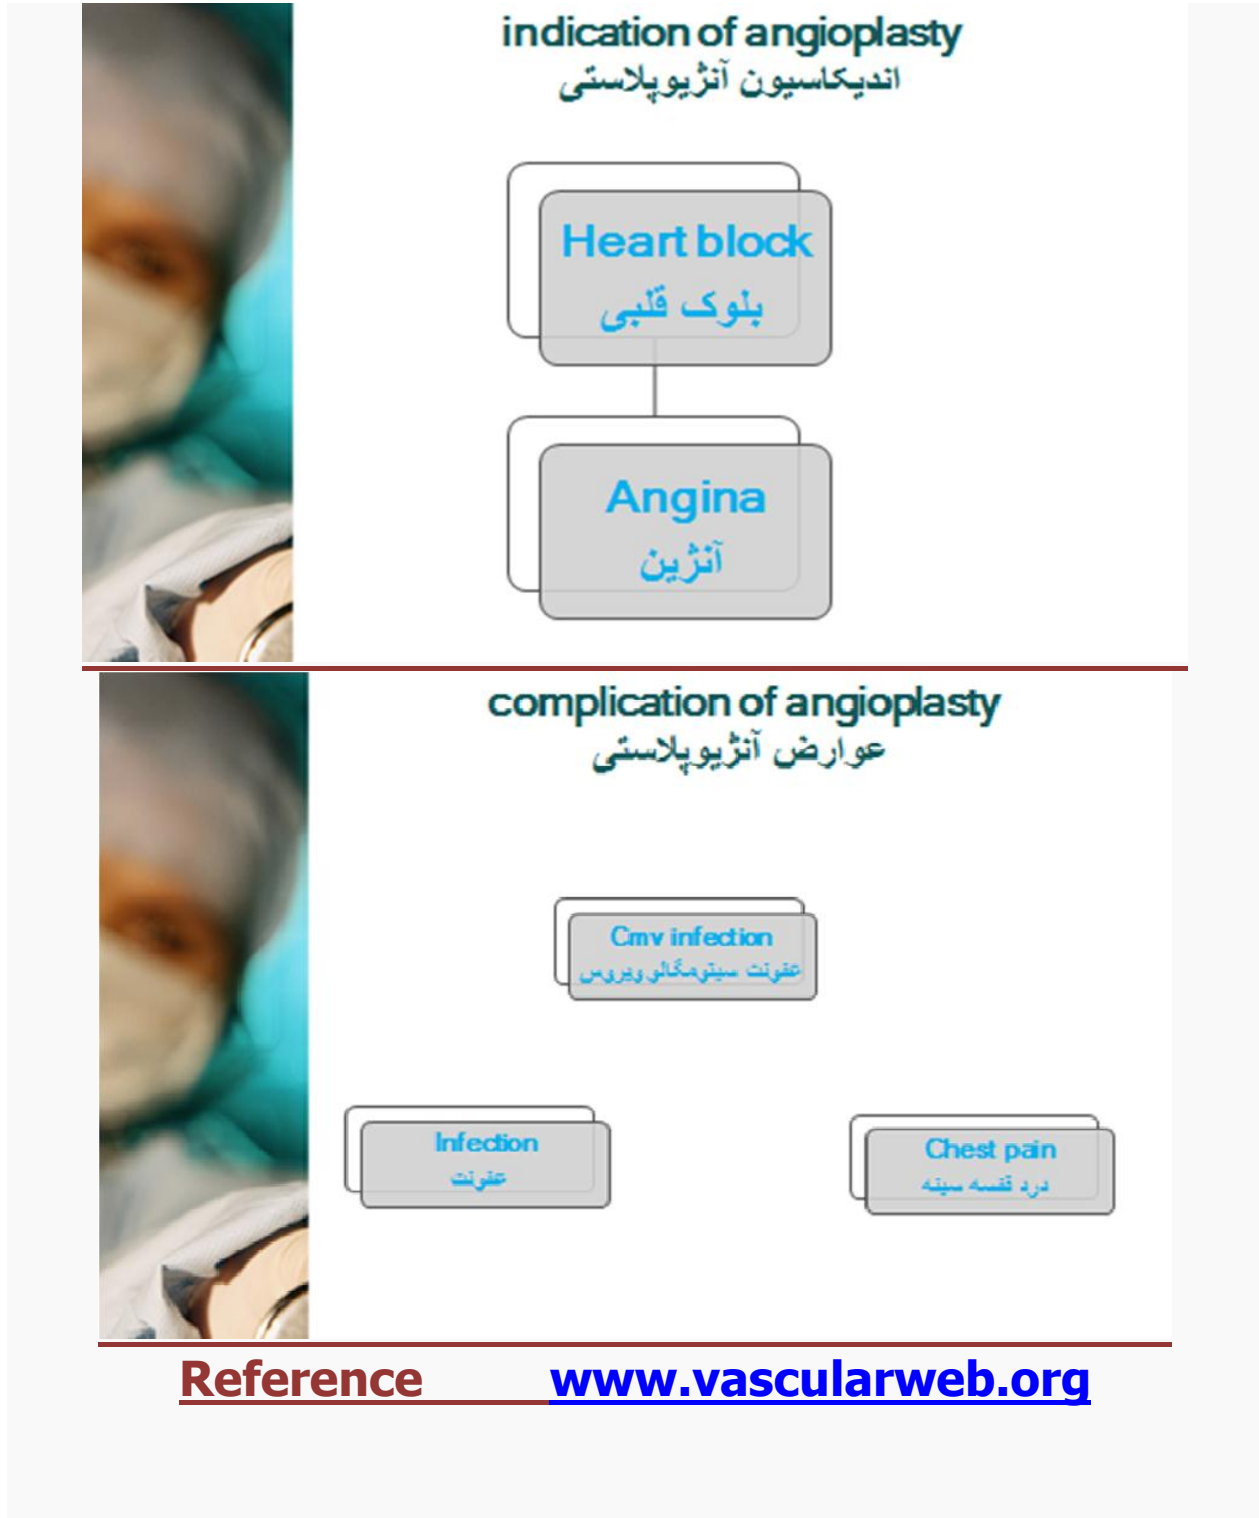 indication of angioplasty
اندیکاسیون آنژیوپلاستی
Heart block
بلوک قلبی
Angina
آنژین
complication of angioplasty
عوارض آنژیوپلاستی
Cmv infection
عفونت سیتومگالو ویروس
Infection
عفونت
Chest pain
درد قفسه سینه
Reference www.vascularweb.org